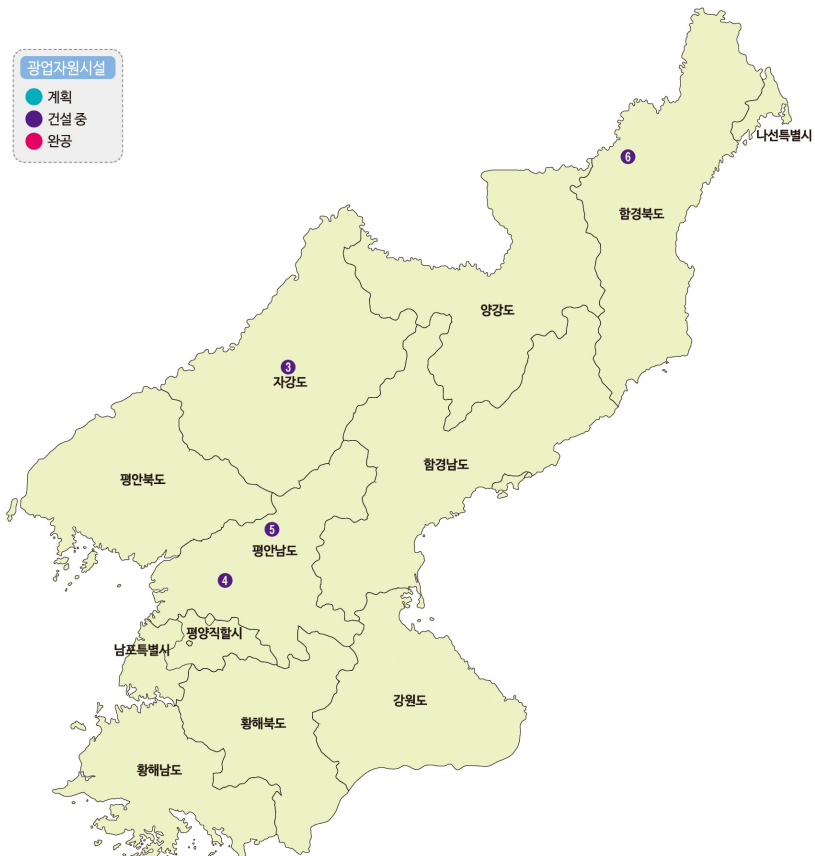 광업자원시설
계획
건설 중
완공
나선특별시
6
함경북도
양강도
3
자강도
함경남도
평안북도
5
평안남도
4
평양직할시
남포특별시
강원도
황해북도
황해남도